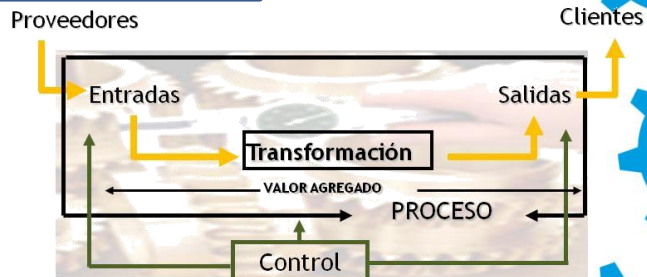 Proveedores
Clientes
Entradas
Salidas
Transformación
VALOR AGREGADO
PROCESO
Control